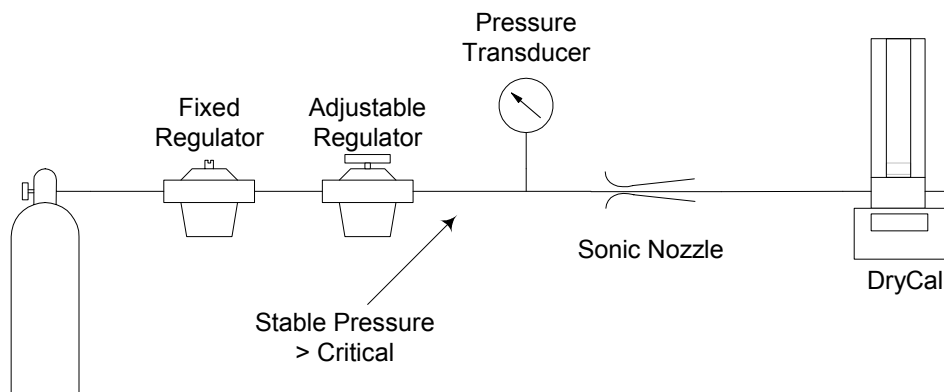 Pressure
Transducer
Fixed
Regulator
Adjustable
Regulator
Sonic Nozzle
DryCal
Stable Pressure
> Critical